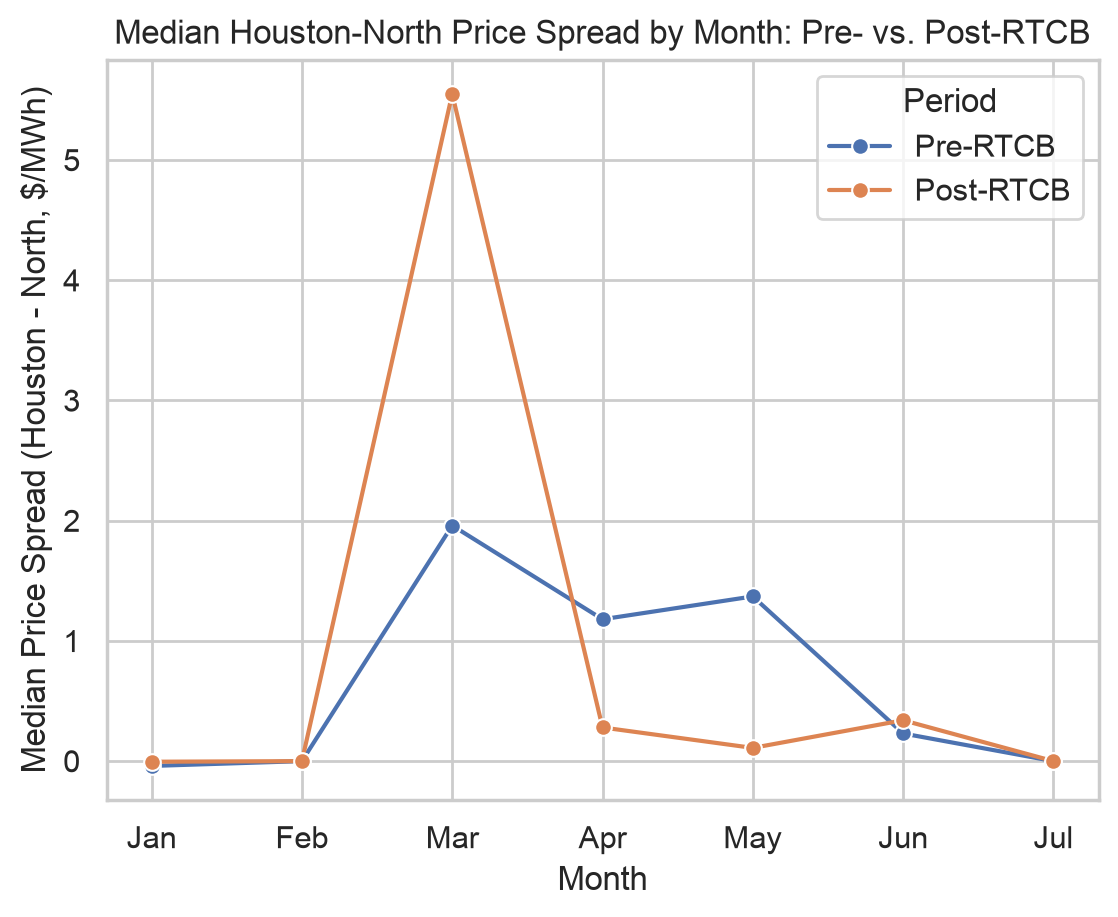 Median Houston-North Price Spread by Month: Pre- vs. Post-RTCB
Period
Pre-RTCB
Post-RTCB
Median Price Spread (Houston - North, $/MWh)
5
4
3
2
1
0
Jan Feb Mar Apr May Jun Jul
Month